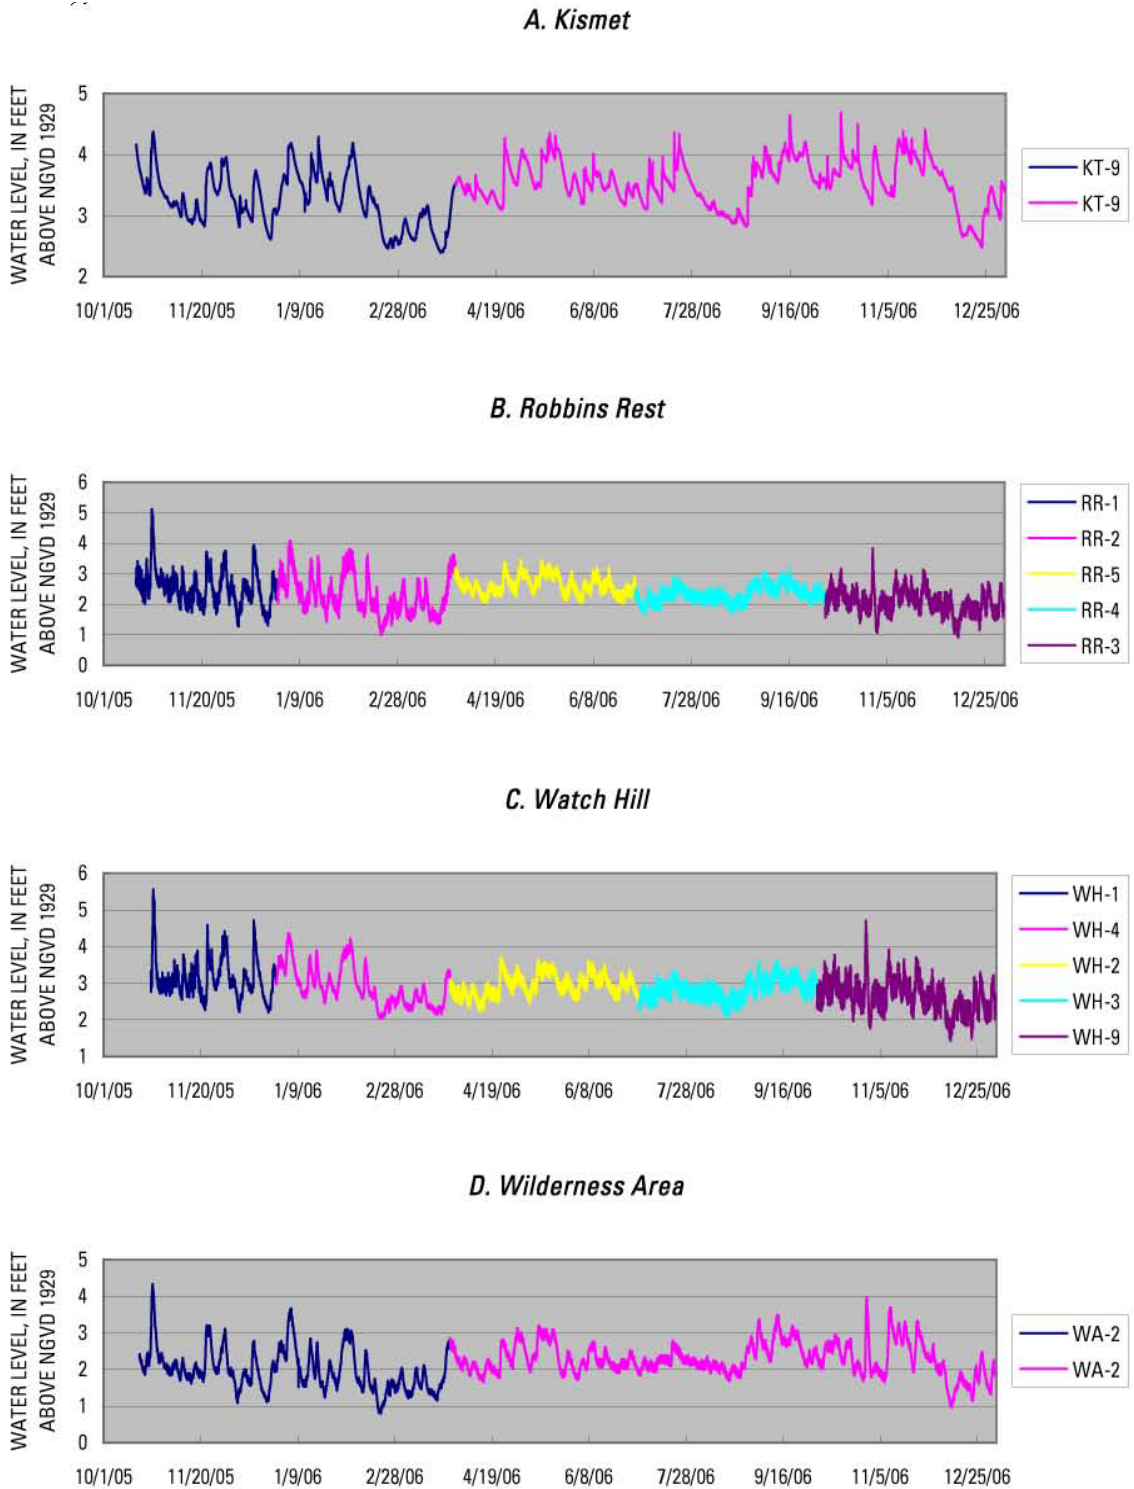 A. Kismet
WATER LEVEL, IN FEET
ABOVE NGVD 1929
5
4
3
2
10/1/05 11/20/05 1/9/06 2/28/06 4/19/06 6/8/06 7/28/06 9/16/06 11/5/06 12/25/06
KT-9
KT-9
B. Robbins Rest
WATER LEVEL, IN FEET
ABOVE NGVD 1929
6
5
4
3
2
1
0
10/1/05 11/20/05 1/9/06 2/28/06 4/19/06 6/8/06 7/28/06 9/16/06 11/5/06 12/25/06
RR-1
RR-2
RR-5
RR-4
RR-3
C. Watch Hill
WATER LEVEL, IN FEET
ABOVE NGVD 1929
6
5
4
3
2
1
10/1/05 11/20/05 1/9/06 2/28/06 4/19/06 6/8/06 7/28/06 9/16/06 11/5/06 12/25/06
WH-1
WH-4
WH-2
WH-3
WH-9
D. Wilderness Area
WATER LEVEL, IN FEET
ABOVE NGVD 1929
5
4
3
2
1
0
10/1/05 11/20/05 1/9/06 2/28/06 4/19/06 6/8/06 7/28/06 9/16/06 11/5/06 12/25/06
WA-2
WA-2